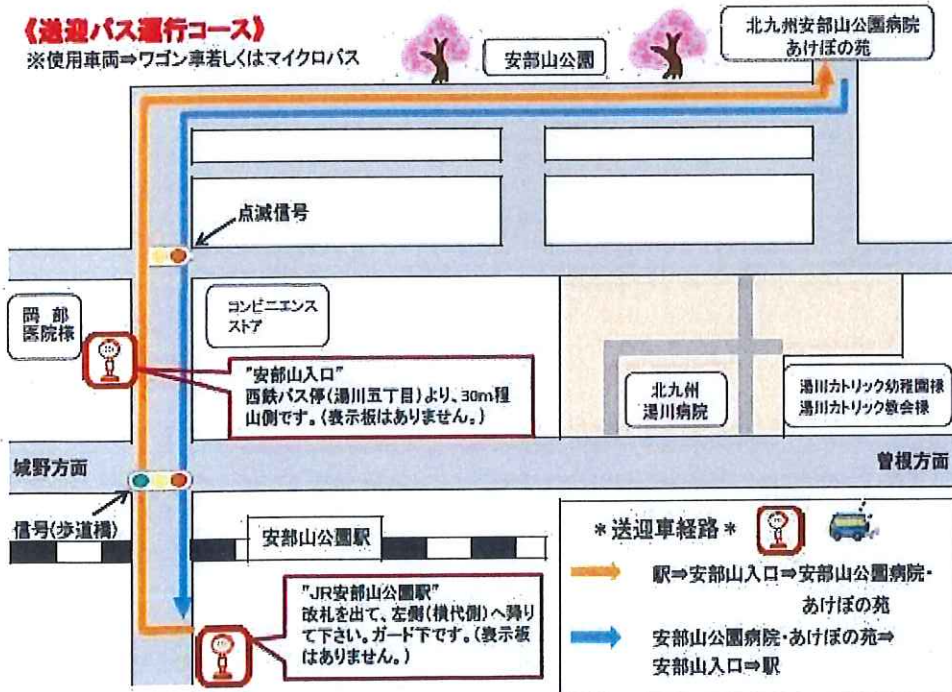 《送迎バス運行コース》
※使用車両⇒ワゴン車若しくはマイクロバス
安部山公園
北九州安部山公園病院
あけぼの苑
点滅信号
岡部
医院様
コンビニエンス
ストア
"安部山入口"
西鉄バス停(湯川五丁目)より、30m程
山側です。(表示板はありません。)
北九州
湯川病院
湯川カトリック幼稚園様
湯川カトリック教会様
城野方面
曽根方面
信号(歩道橋)
安部山公園駅
"JR安部山公園駅"
改札を出て、左側(横代側)へ降り
て下さい。ガード下です。(表示板
はありません。)
*送迎車経路*
駅⇒安部山入口⇒安部山公園病院・
あけぼの苑
安部山公園病院・あけぼの苑⇒
安部山入口⇒駅